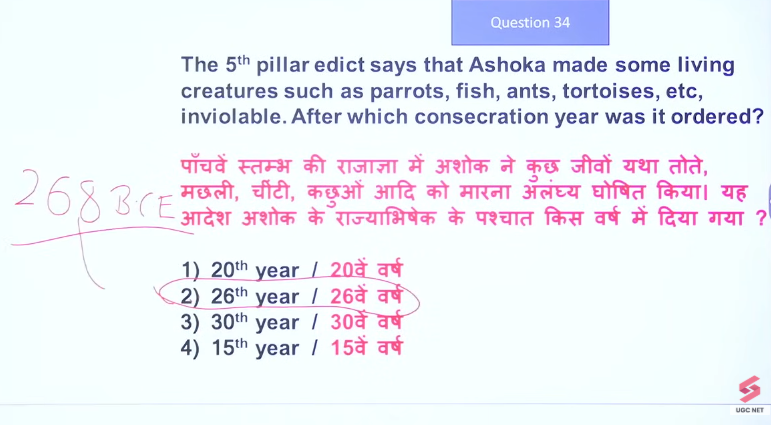 Question 34
The 5th pillar edict says that Ashoka made some living
creatures such as parrots, fish, ants, tortoises, etc,
inviolable. After which consecration year was it ordered?
पाँचवें स्तम्भ की राजाज्ञा में अशोक ने कुछ जीवों यथा तोते,
मछली, चींटी, कछुओं आदि को मारना अलंघ्य घोषित किया। यह
आदेश अशोक के राज्याभिषेक के पश्चात किस वर्ष में दिया गया ?
268 B.C.E
1) 20th year / 20वें वर्ष
2) 26th year / 26वें वर्ष
3) 30th year / 30वें वर्ष
4) 15th year / 15वें वर्ष
UGC NET